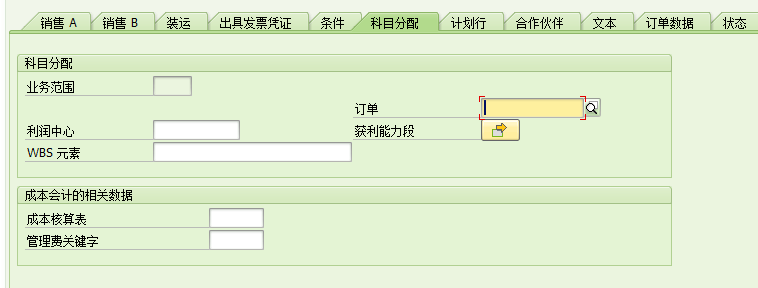 销售 A 销售 B 装运 出具发票凭证 条件 科目分配 计划行 合作伙伴 文本 订单数据 状态
科目分配
业务范围
订单
利润中心 获利能力段
WBS 元素
成本会计的相关数据
成本核算表
管理费关键字